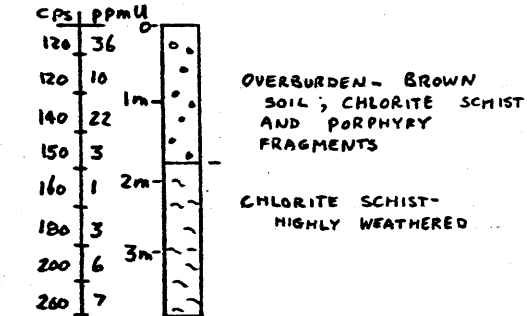 cps ppmU
0
120 36
120 10
1m
140 22
150 3
160 1
2m
180 3
200 6
3m
260 7
OVERBURDEN - BROWN
SOIL ; CHLORITE SCHIST
AND PORPHYRY
FRAGMENTS
CHLORITE SCHIST-
HIGHLY WEATHERED